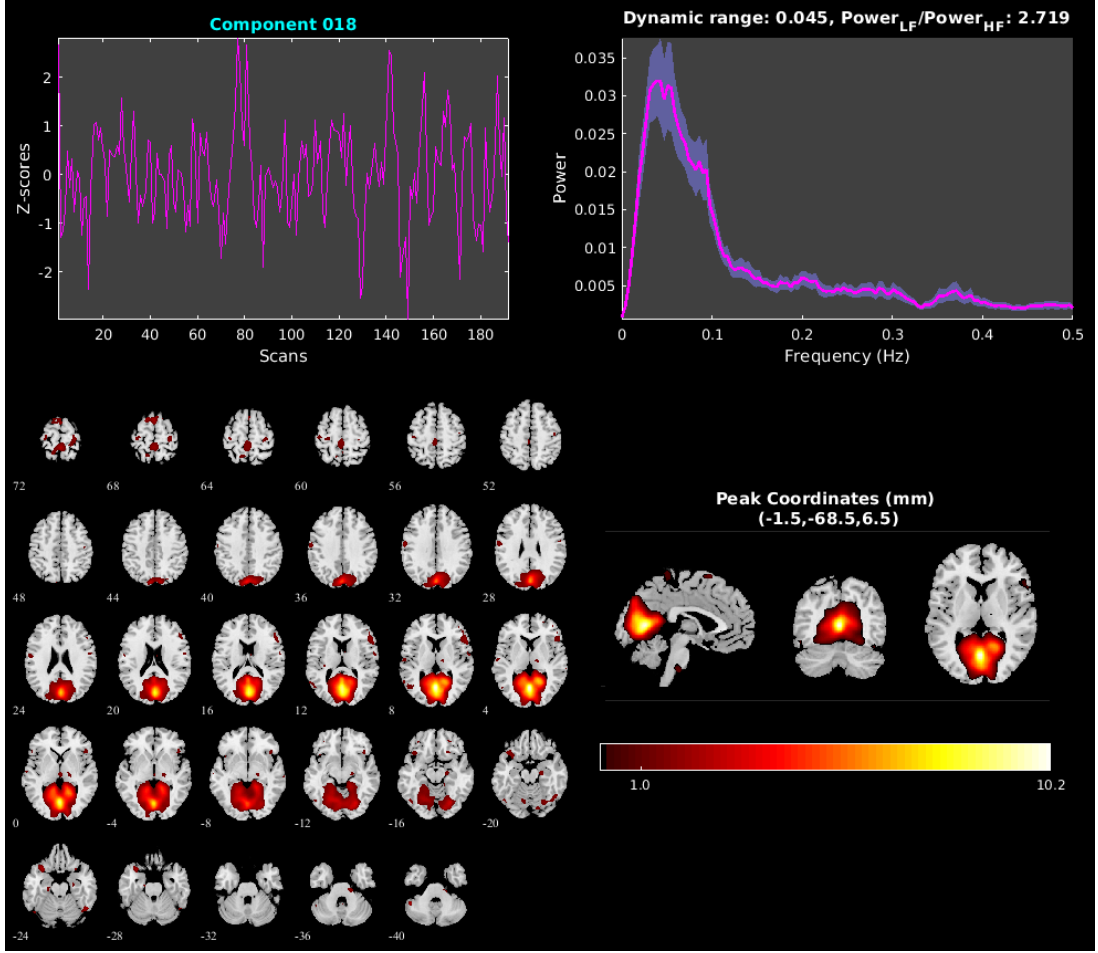 Component 018
2
1
0
-1
-2
Z-scores
20 40 60 80 100 120 140 160 180
Scans
Dynamic range: 0.045, Power_LF/Power_HF: 2.719
0.035
0.03
0.025
0.02
0.015
0.01
0.005
Power
0 0.1 0.2 0.3 0.4 0.5
Frequency (Hz)
72 68 64 60 56 52
48 44 40 36 32 28
24 20 16 12 8 4
0 -4 -8 -12 -16 -20
-24 -28 -32 -36 -40
Peak Coordinates (mm)
(-1.5,-68.5,6.5)
1.0 10.2